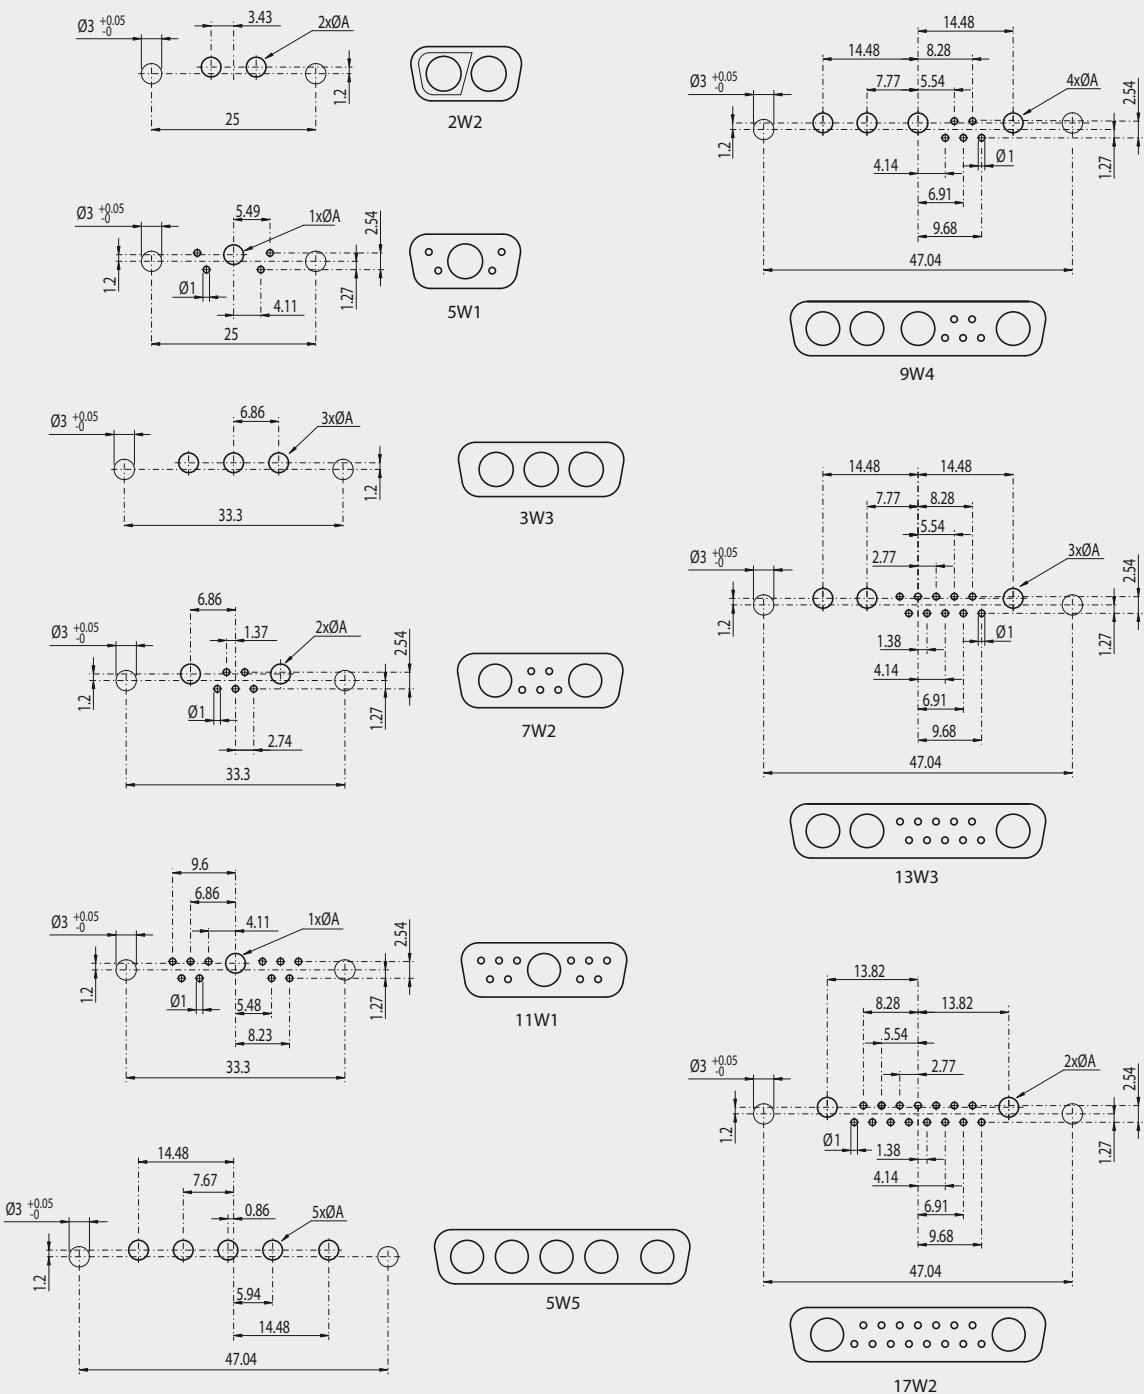 Ø3 +0.05 -0
3.43
2xØA
1.2
25
2W2
Ø3 +0.05 -0
5.49
1xØA
2.54
1.2
Ø1
4.11
1.27
25
5W1
Ø3 +0.05 -0
6.86
3xØA
1.2
33.3
3W3
6.86
Ø3 +0.05 -0
1.37
2xØA
2.54
1.2
Ø1
2.74
1.27
33.3
7W2
9.6
6.86
Ø3 +0.05 -0
4.11
1xØA
2.54
1.2
Ø1
5.48
8.23
1.27
33.3
11W1
14.48
7.67
Ø3 +0.05 -0
0.86
5xØA
1.2
5.94
14.48
47.04
5W5
14.48
14.48
8.28
Ø3 +0.05 -0
7.77
5.54
4xØA
2.54
1.2
4.14
Ø1
1.27
6.91
9.68
47.04
9W4
14.48
14.48
7.77
8.28
5.54
Ø3 +0.05 -0
2.77
3xØA
2.54
1.2
1.38
Ø1
1.27
4.14
6.91
9.68
47.04
13W3
13.82
8.28
13.82
5.54
Ø3 +0.05 -0
2.77
2xØA
2.54
1.2
Ø1
1.38
1.27
4.14
6.91
9.68
47.04
17W2